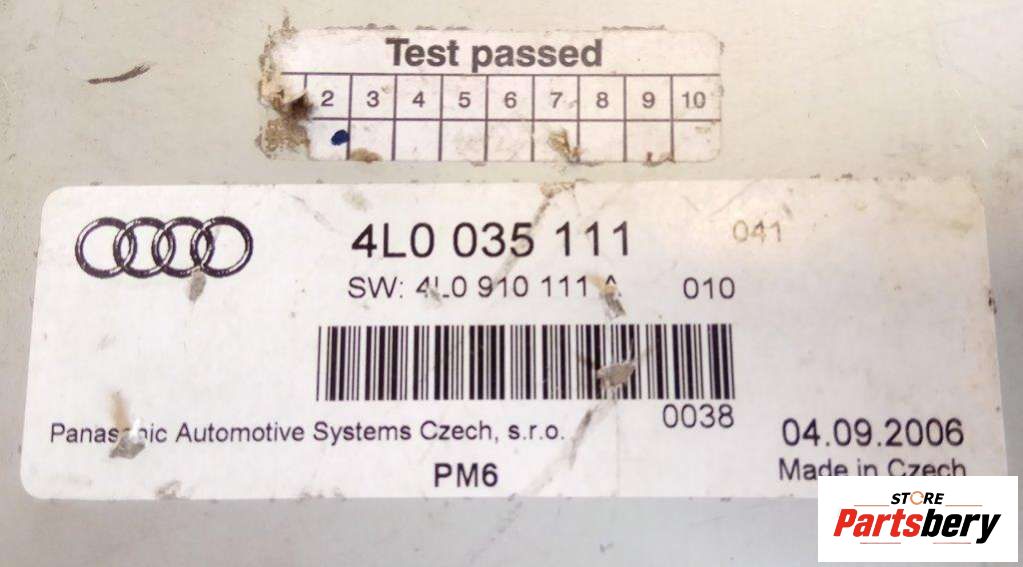 Test passed
2 3 4 5 6 7 8 9 10
4L0 035 111 041
SW: 4L0 910 111 A 010
0038
Panasonic Automotive Systems Czech, s.r.o.
04.09.2006
PM6
Made in Czech
STORE
Partsbery